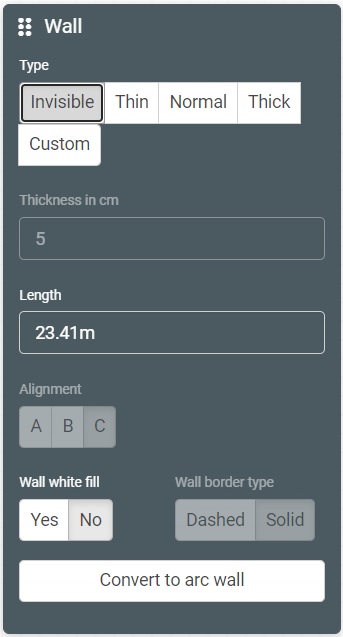 Wall
Type
Invisible Thin Normal Thick
Custom
Thickness in cm
5
Length
23.41m
Alignment
A B C
Wall white fill Wall border type
Yes No Dashed Solid
Convert to arc wall